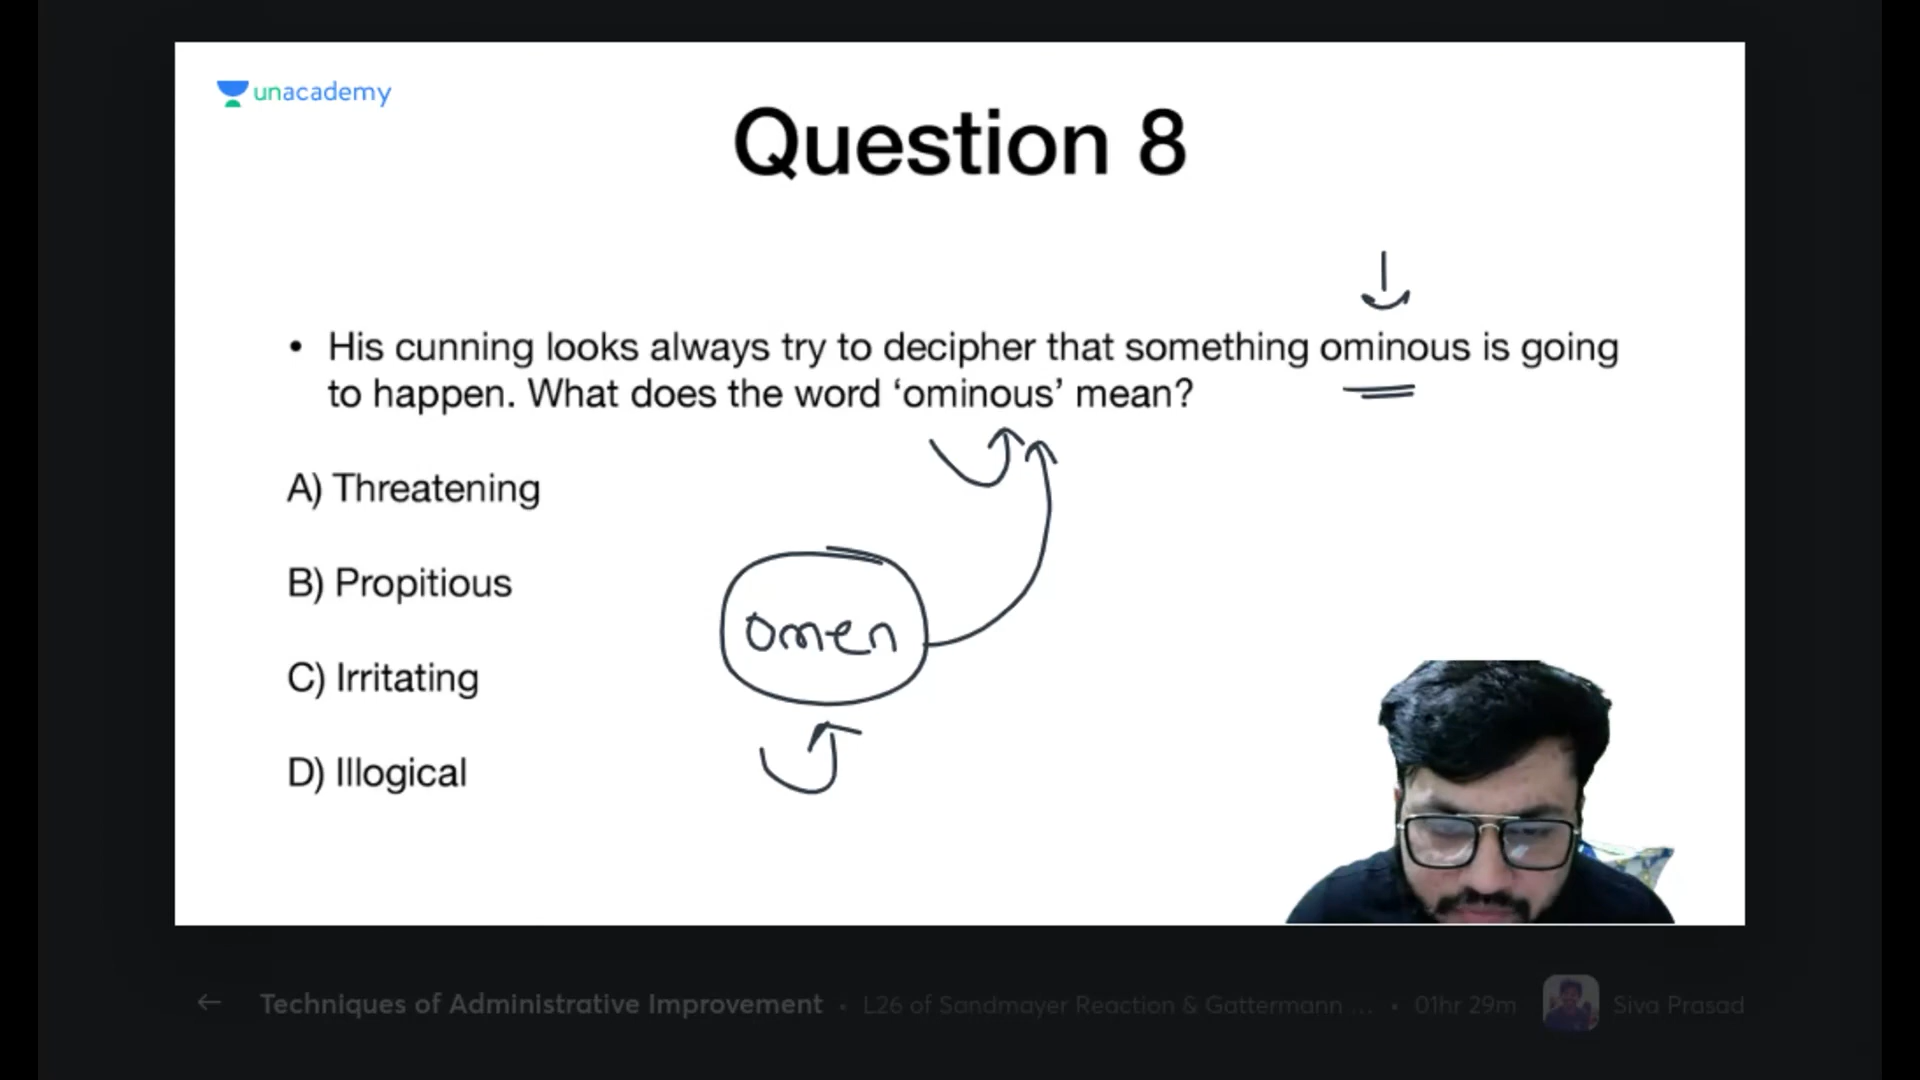 unacademy
Question 8
• His cunning looks always try to decipher that something ominous is going
to happen. What does the word ‘ominous’ mean?
A) Threatening
B) Propitious
C) Irritating
D) Illogical
omen
← Techniques of Administrative Improvement • L26 of Sandmayer Reaction & Gattermann ... • 01hr 29m Siva Prasad